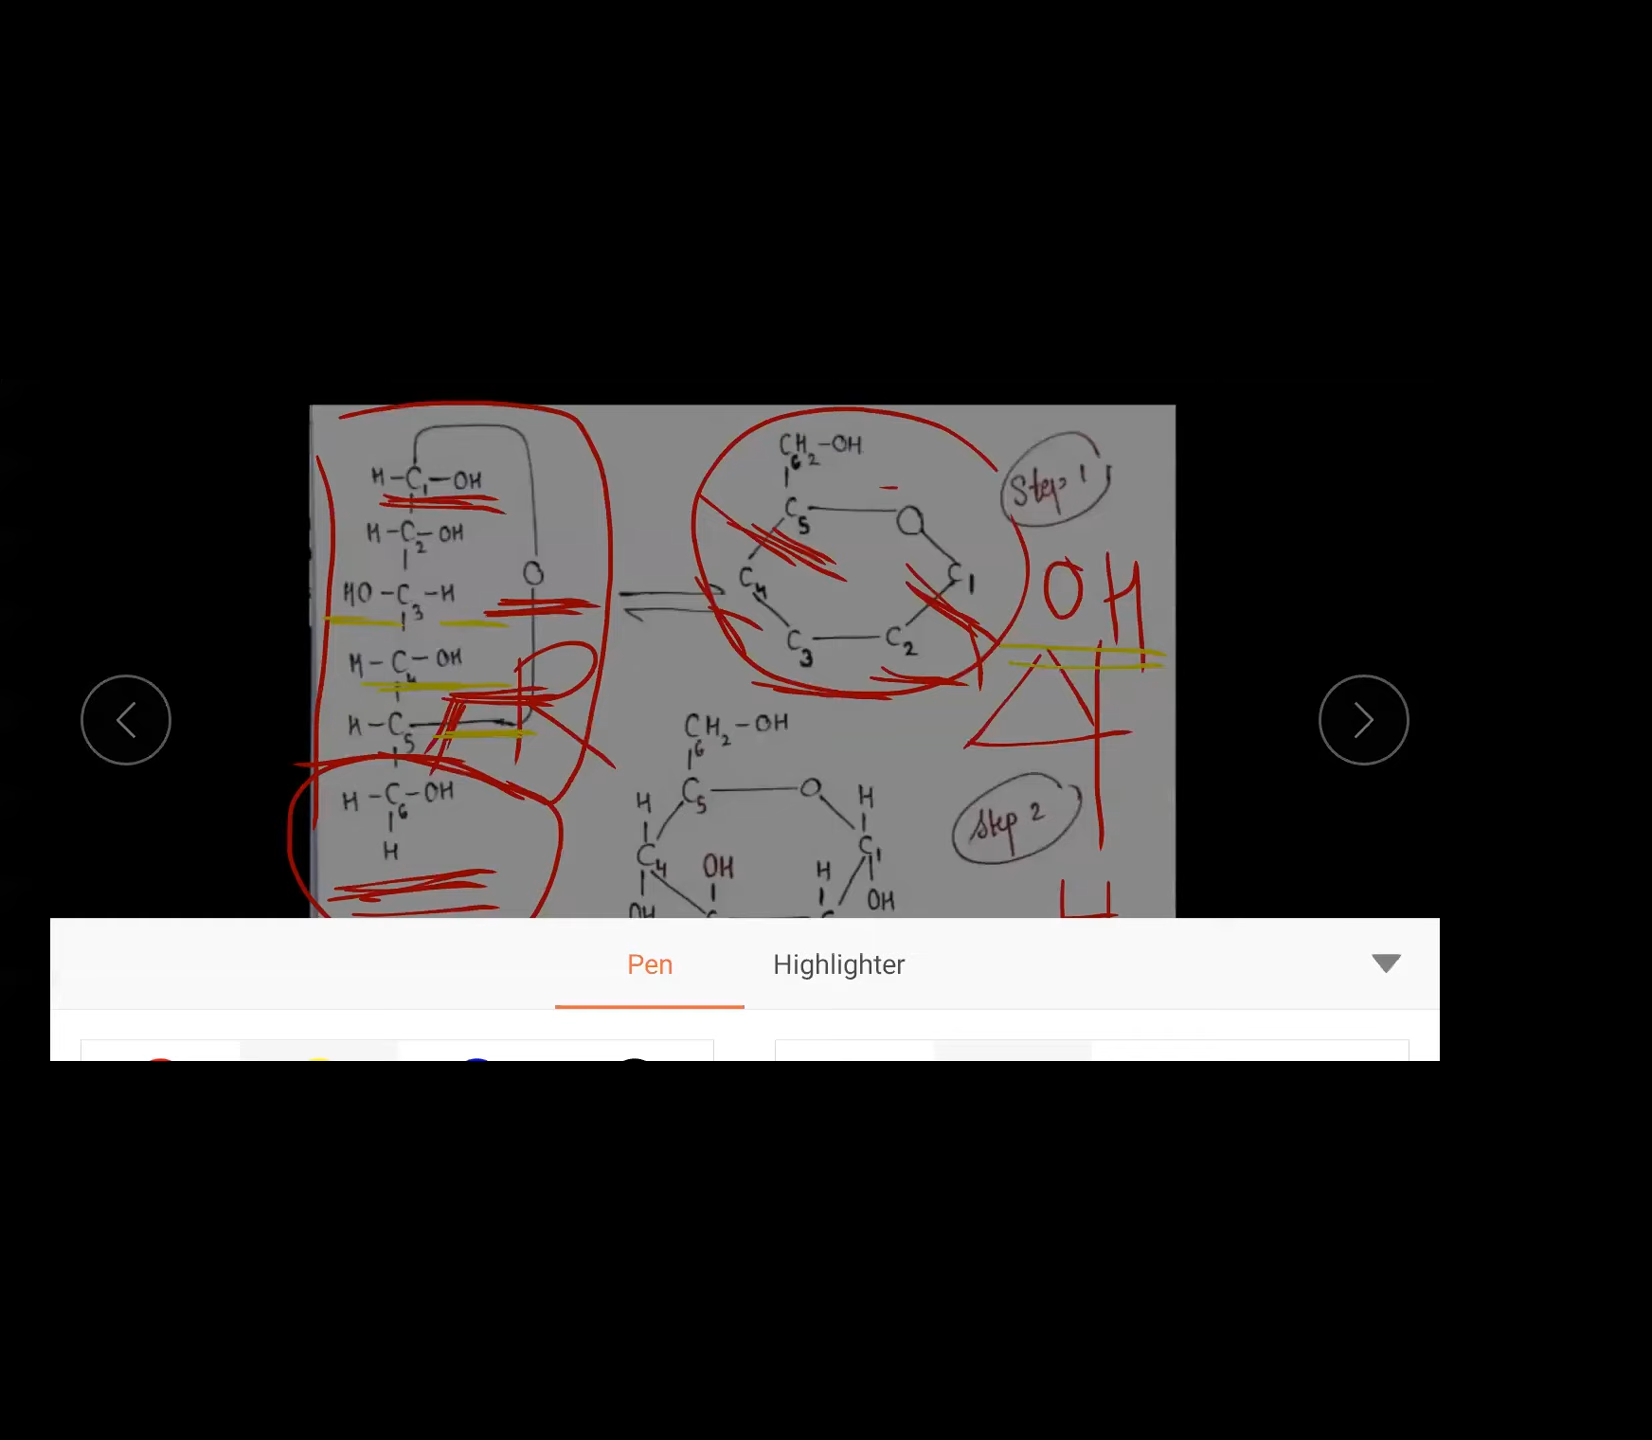 CH2-OH
6
H-C1-OH
C5 O
Step 1
H-C2-OH
O
C4 C1
HO-C3-H
OH
C3 C2
H-C4-OH
H-C5
CH2-OH
6
H-C6-OH
H C5 O H
Step 2
H
C4 OH H C1
OH OH
H
Pen Highlighter